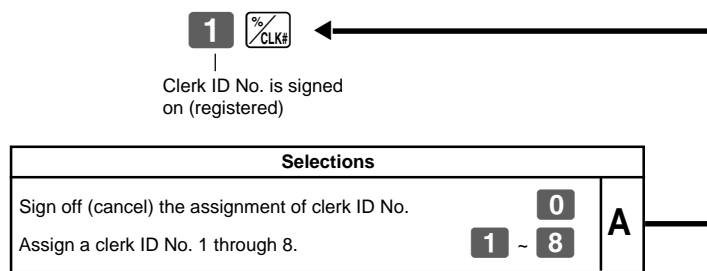 1 %/CLK#
Clerk ID No. is signed
on (registered)
Selections
Sign off (cancel) the assignment of clerk ID No. 0
A
Assign a clerk ID No. 1 through 8. 1 ~ 8